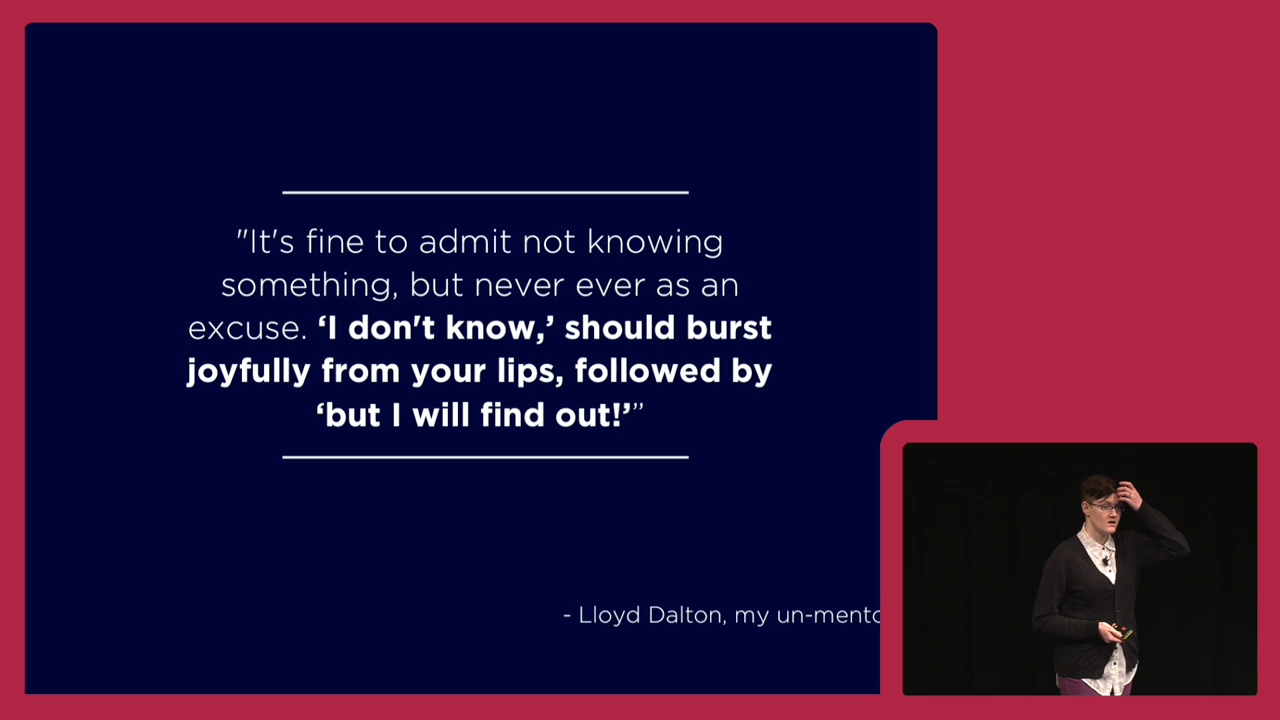 "It's fine to admit not knowing
something, but never ever as an
excuse. ‘I don't know,’ should burst
joyfully from your lips, followed by
‘but I will find out!’”
- Lloyd Dalton, my un-mento